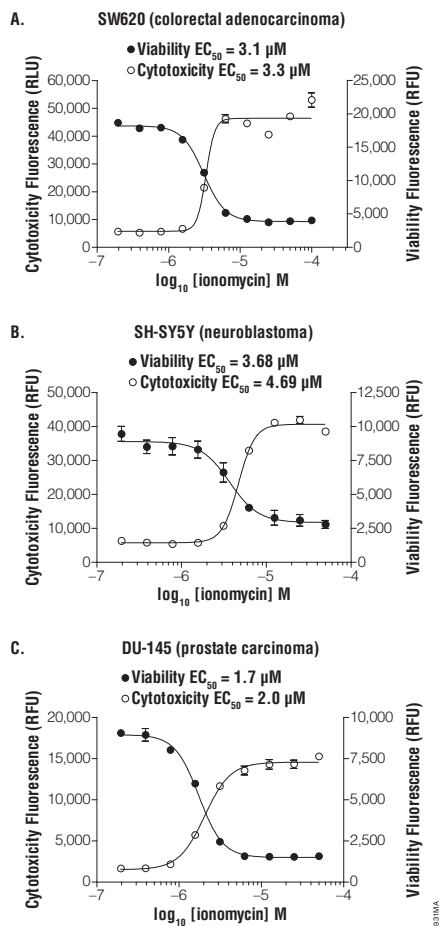 A.
SW620 (colorectal adenocarcinoma)
● Viability EC50 = 3.1 µM
○ Cytotoxicity EC50 = 3.3 µM
Cytotoxicity Fluorescence (RLU)
60,000
50,000
40,000
30,000
20,000
10,000
0
25,000
20,000
15,000
10,000
5,000
0
Viability Fluorescence (RFU)
–7 –6 –5 –4
log10 [ionomycin] M
B.
SH-SY5Y (neuroblastoma)
● Viability EC50 = 3.68 µM
○ Cytotoxicity EC50 = 4.69 µM
Cytotoxicity Fluorescence (RFU)
50,000
40,000
30,000
20,000
10,000
0
12,500
10,000
7,500
5,000
2,500
0
Viability Fluorescence (RFU)
–7 –6 –5 –4
log10 [ionomycin] M
C.
DU-145 (prostate carcinoma)
● Viability EC50 = 1.7 µM
○ Cytotoxicity EC50 = 2.0 µM
Cytotoxicity Fluorescence (RFU)
20,000
15,000
10,000
5,000
0
10,000
7,500
5,000
2,500
0
Viability Fluorescence (RFU)
–7 –6 –5 –4
log10 [ionomycin] M